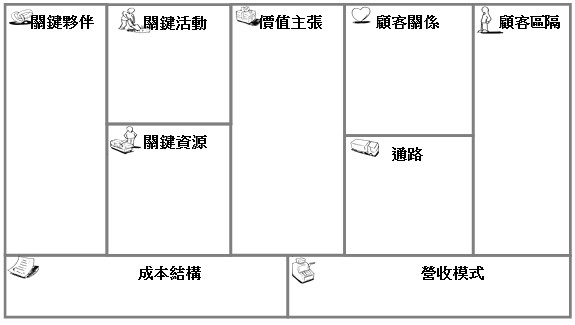 關鍵夥伴
關鍵活動
價值主張
顧客關係
顧客區隔
關鍵資源
通路
成本結構
營收模式